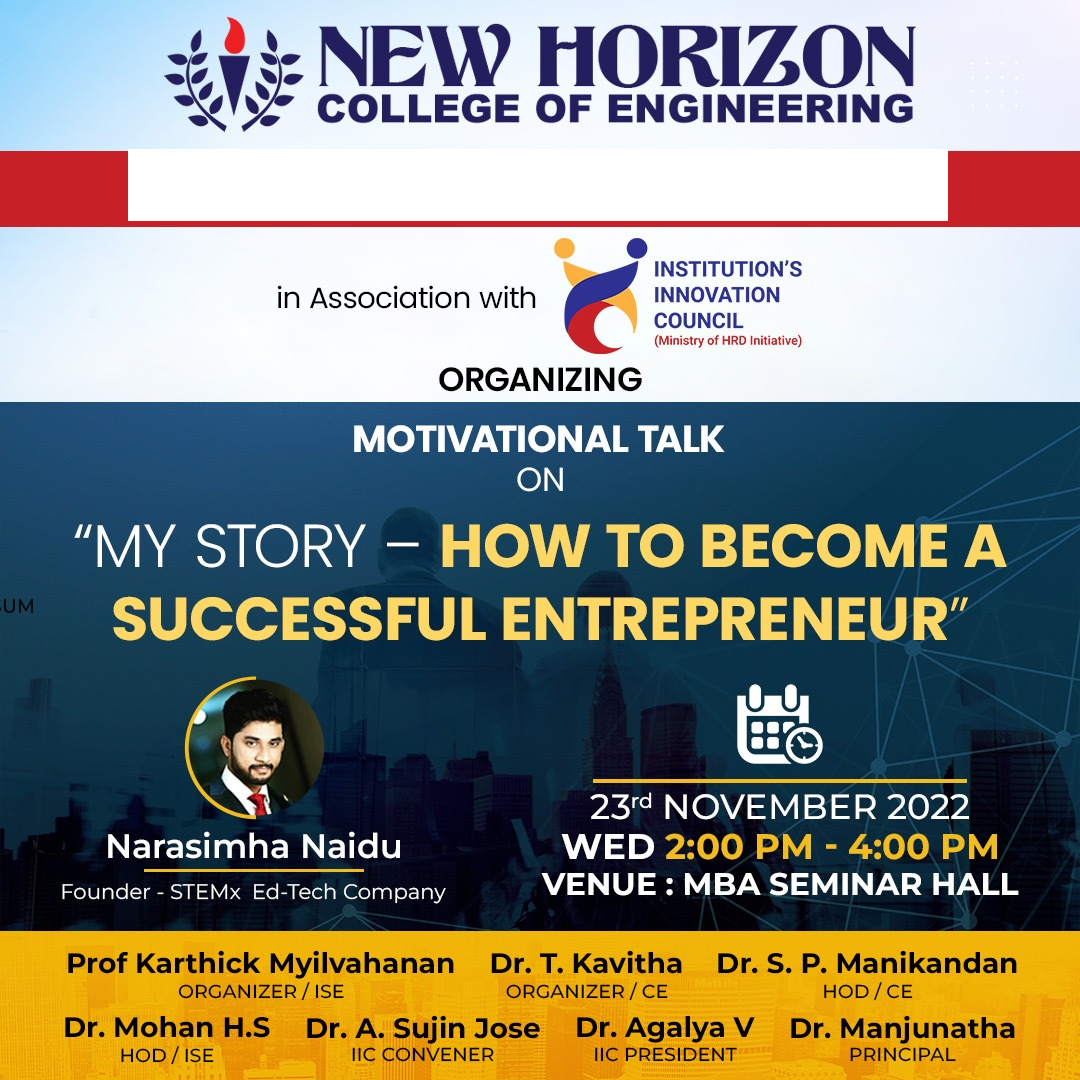 NEW HORIZON
COLLEGE OF ENGINEERING
in Association with
INSTITUTION'S
INNOVATION
COUNCIL
(Ministry of HRD Initiative)
ORGANIZING
MOTIVATIONAL TALK
ON
“MY STORY – HOW TO BECOME A
SUCCESSFUL ENTREPRENEUR”
Narasimha Naidu
Founder - STEMx Ed-Tech Company
23rd NOVEMBER 2022
WED 2:00 PM - 4:00 PM
VENUE : MBA SEMINAR HALL
Prof Karthick Myilvahanan Dr. T. Kavitha Dr. S. P. Manikandan
ORGANIZER / ISE ORGANIZER / CE HOD / CE
Dr. Mohan H.S Dr. A. Sujin Jose Dr. Agalya V Dr. Manjunatha
HOD / ISE IIC CONVENER IIC PRESIDENT PRINCIPAL